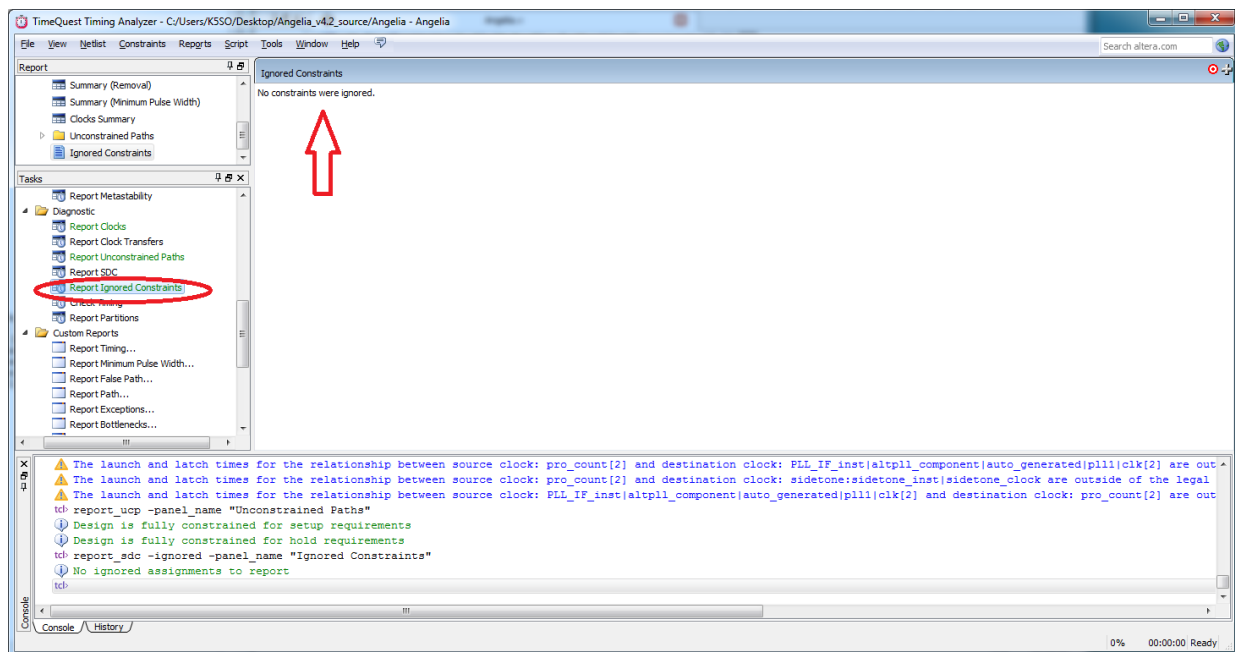 TimeQuest Timing Analyzer - C:/Users/K5SO/Desktop/Angelia_v4.2_source/Angelia - Angelia
File View Netlist Constraints Reports Script Tools Window Help
Search altera.com
Report
Summary (Removal)
Summary (Minimum Pulse Width)
Clocks Summary
Unconstrained Paths
Ignored Constraints
Ignored Constraints
No constraints were ignored.
Tasks
Report Metastability
Diagnostic
Report Clocks
Report Clock Transfers
Report Unconstrained Paths
Report SDC
Report Ignored Constraints
Check Timing
Report Partitions
Custom Reports
Report Timing...
Report Minimum Pulse Width...
Report False Path...
Report Path...
Report Exceptions...
Report Bottlenecks...
The launch and latch times for the relationship between source clock: pro_count[2] and destination clock: PLL_IF_inst|altpll_component|auto_generated|pll1|clk[2] are out
The launch and latch times for the relationship between source clock: pro_count[2] and destination clock: sidetone:sidetone_inst|sidetone_clock are outside of the legal
The launch and latch times for the relationship between source clock: PLL_IF_inst|altpll_component|auto_generated|pll1|clk[2] and destination clock: pro_count[2] are out
tcl> report_ucp -panel_name "Unconstrained Paths"
Design is fully constrained for setup requirements
Design is fully constrained for hold requirements
tcl> report_sdc -ignored -panel_name "Ignored Constraints"
No ignored assignments to report
tcl>
Console
Console History
0% 00:00:00 Ready